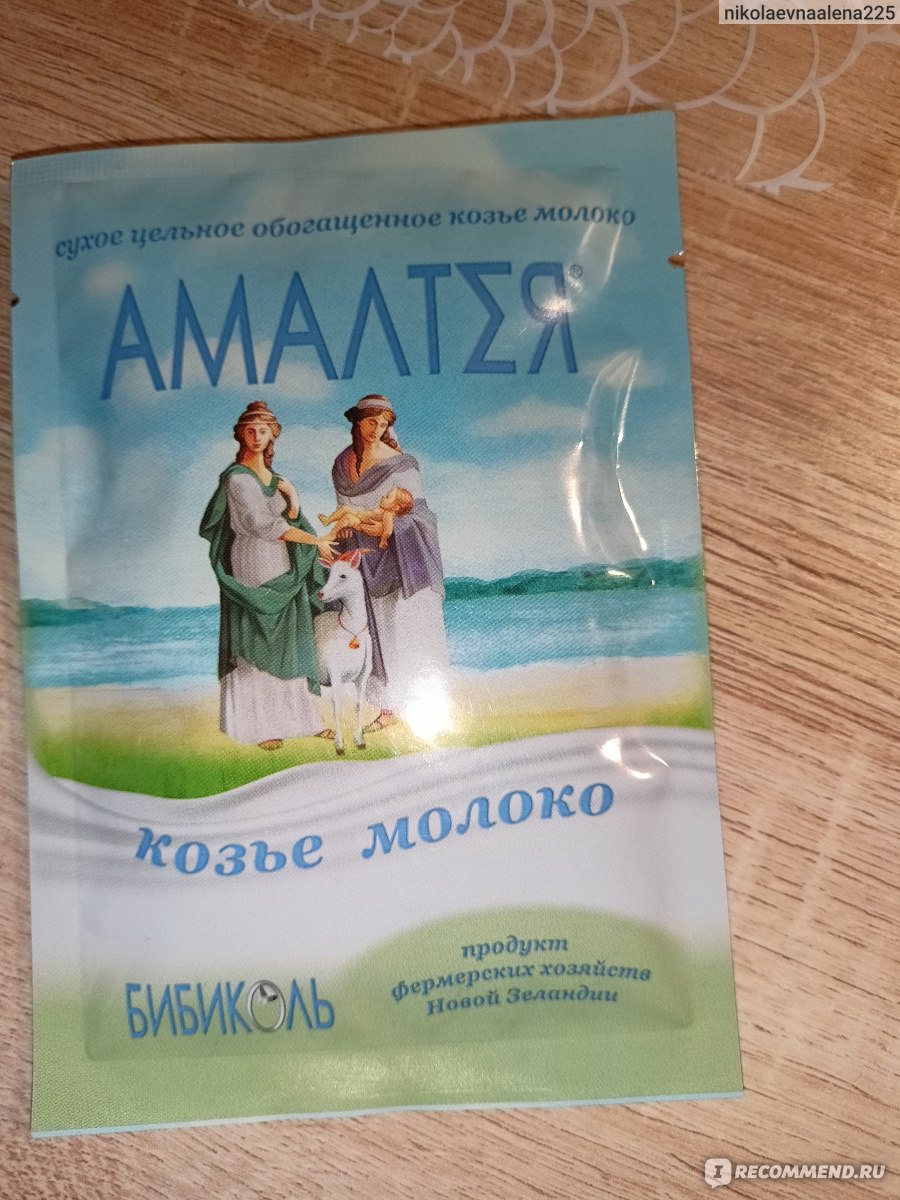 nikolaevnaalena225
сухое цельное обогащенное козье молоко
АМАЛТЕЯ®
козье молоко
продукт
фермерских хозяйств
Новой Зеландии
БИБИКОЛЬ
I RECOMMEND.RU